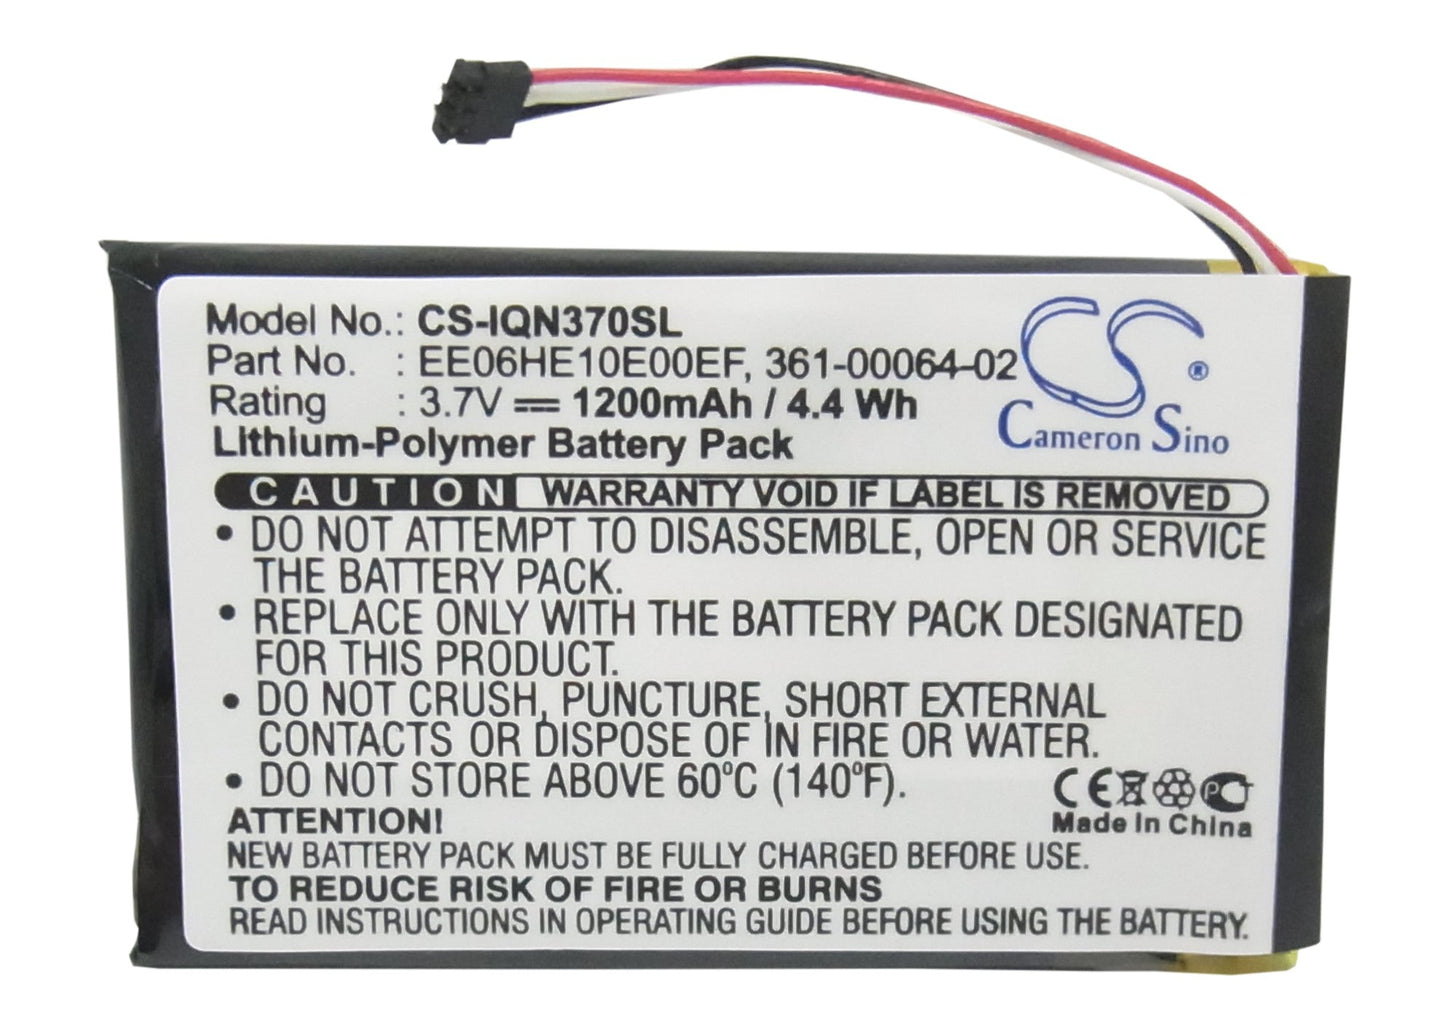 Model No.: CS-IQN370SL
Part No. : EE06HE10E00EF, 361-00064-02
Rating : 3.7V ⎓ 1200mAh / 4.4 Wh
Lithium-Polymer Battery Pack
CS ®
Cameron Sino
CAUTION WARRANTY VOID IF LABEL IS REMOVED
• DO NOT ATTEMPT TO DISASSEMBLE, OPEN OR SERVICE
THE BATTERY PACK.
• REPLACE ONLY WITH THE BATTERY PACK DESIGNATED
FOR THIS PRODUCT.
• DO NOT CRUSH, PUNCTURE, SHORT EXTERNAL
CONTACTS OR DISPOSE OF IN FIRE OR WATER.
• DO NOT STORE ABOVE 60ºC (140ºF).
CE PC
Made In China
ATTENTION!
NEW BATTERY PACK MUST BE FULLY CHARGED BEFORE USE.
TO REDUCE RISK OF FIRE OR BURNS
READ INSTRUCTIONS IN OPERATING GUIDE BEFORE USING THE BATTERY.